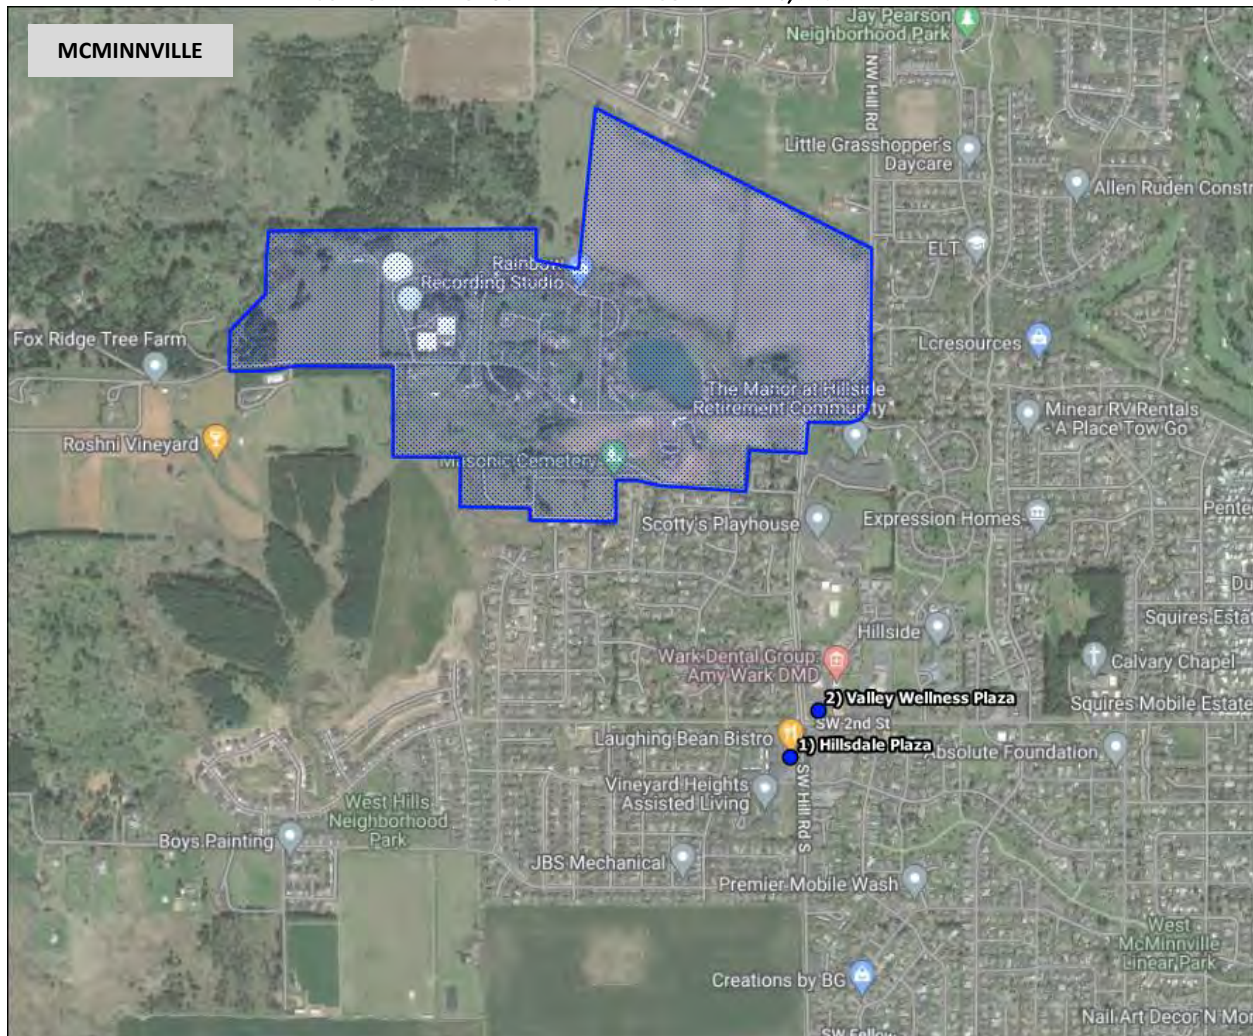 MCMINNVILLE
Jay Pearson
Neighborhood Park
NW Hill Rd
Little Grasshopper's
Daycare
Allen Ruden Constr
ELT
Rainbow
Recording Studio
Fox Ridge Tree Farm
Lcresources
The Manor at Hillside
Retirement Community
Minear RV Rentals
- A Place Tow Go
Roshni Vineyard
Masonic Cemetery
Scotty's Playhouse
Expression Homes
Squires Esta
Hillside
Wark Dental Group:
Amy Wark DMD
Calvary Chapel
2) Valley Wellness Plaza
Squires Mobile Estate
SW 2nd St
Laughing Bean Bistro
1) Hillsdale Plaza
Absolute Foundation
Vineyard Heights
Assisted Living
SW Hill Rd S
West Hills
Neighborhood
Park
Boys Painting
JBS Mechanical
Premier Mobile Wash
West
McMinnville
Linear Park
Creations by BG
Nail Art Decor N Mor